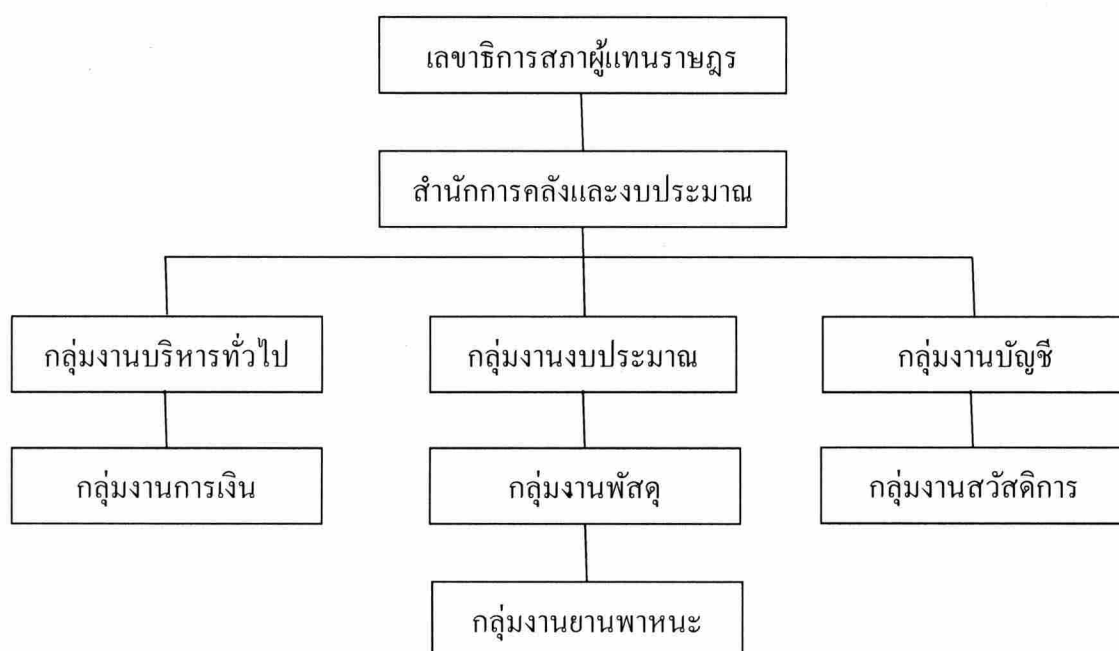 เลขาธิการสภาผู้แทนราษฎร
สำนักการคลังและงบประมาณ
กลุ่มงานบริหารทั่วไป
กลุ่มงานงบประมาณ
กลุ่มงานบัญชี
กลุ่มงานการเงิน
กลุ่มงานพัสดุ
กลุ่มงานสวัสดิการ
กลุ่มงานยานพาหนะ